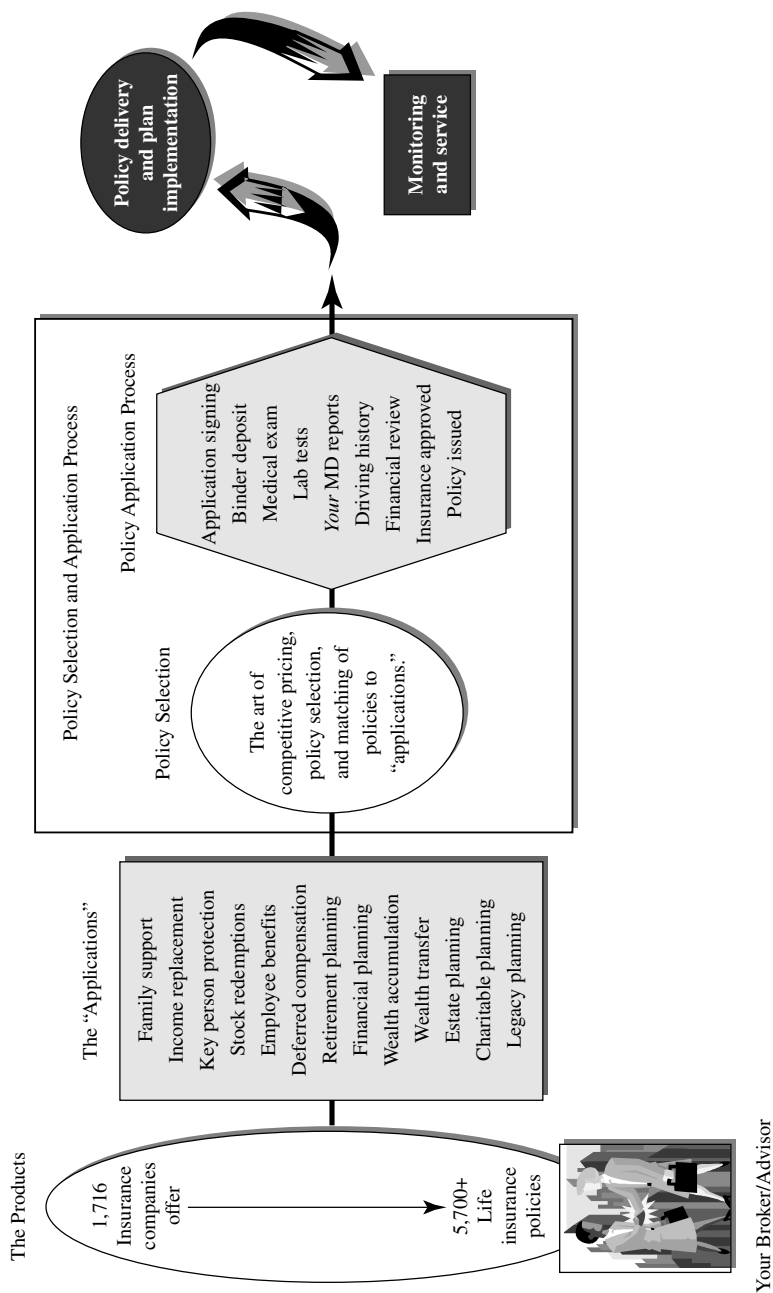 The Products
1,716
Insurance
companies
offer
5,700+
Life
insurance
policies
Your Broker/Advisor
The “Applications”
Family support
Income replacement
Key person protection
Stock redemptions
Employee benefits
Deferred compensation
Retirement planning
Financial planning
Wealth accumulation
Wealth transfer
Estate planning
Charitable planning
Legacy planning
Policy Selection and Application Process
Policy Selection
The art of
competitive pricing,
policy selection,
and matching of
policies to
“applications.”
Policy Application Process
Application signing
Binder deposit
Medical exam
Lab tests
Your MD reports
Driving history
Financial review
Insurance approved
Policy issued
Policy delivery
and plan
implementation
Monitoring
and service